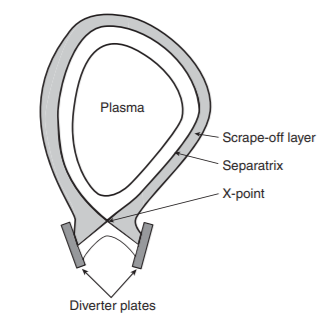 Plasma
Scrape-off layer
Separatrix
X-point
Diverter plates